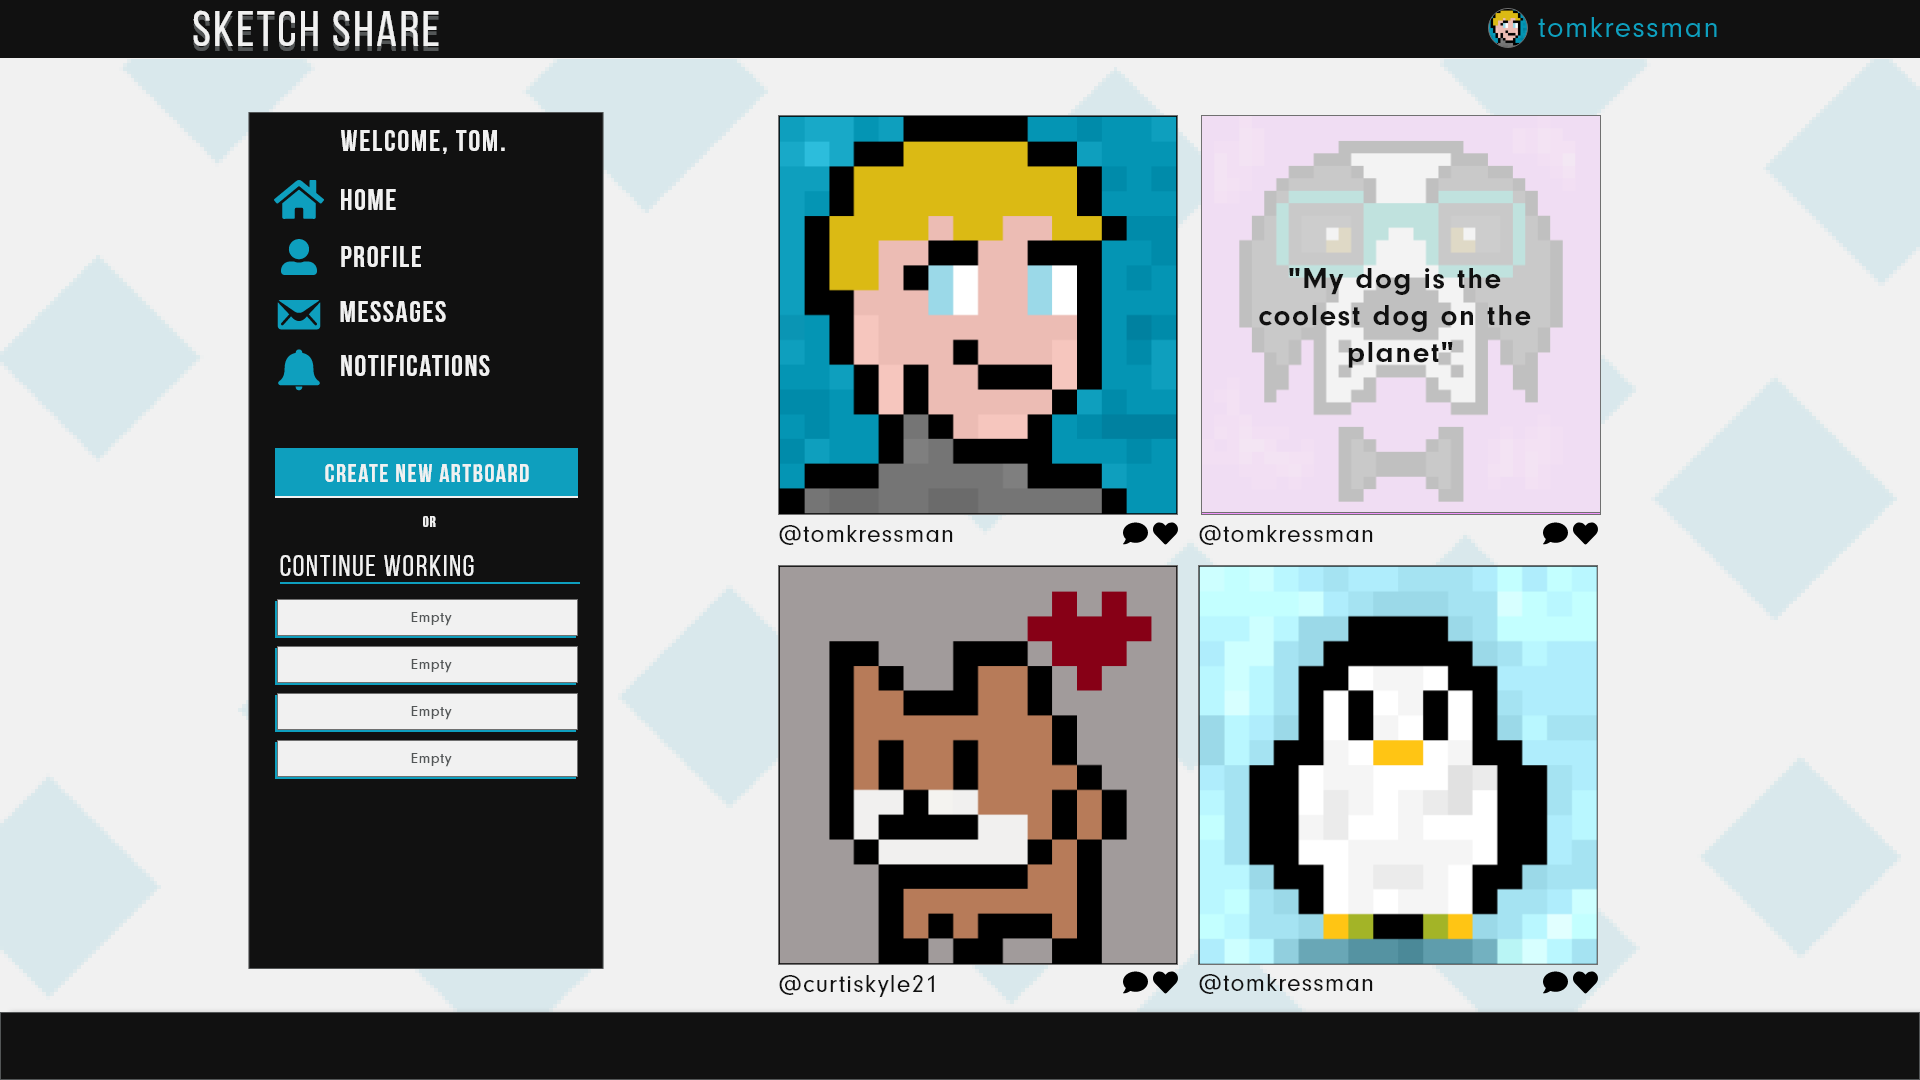 SKETCH SHARE
tomkressman
WELCOME, TOM.
HOME
PROFILE
MESSAGES
NOTIFICATIONS
CREATE NEW ARTBOARD
OR
CONTINUE WORKING
Empty
Empty
Empty
Empty
"My dog is the
coolest dog on the
planet"
@tomkressman
@tomkressman
@curtiskyle21
@tomkressman